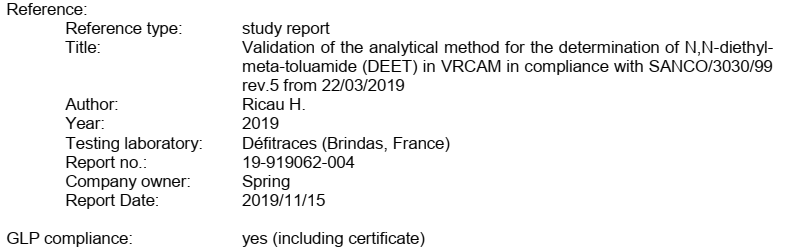 Reference:
Reference type: study report
Title: Validation of the analytical method for the determination of N,N-diethyl-
meta-toluamide (DEET) in VRCAM in compliance with SANCO/3030/99
rev.5 from 22/03/2019
Author: Ricau H.
Year: 2019
Testing laboratory: Défitraces (Brindas, France)
Report no.: 19-919062-004
Company owner: Spring
Report Date: 2019/11/15
GLP compliance: yes (including certificate)